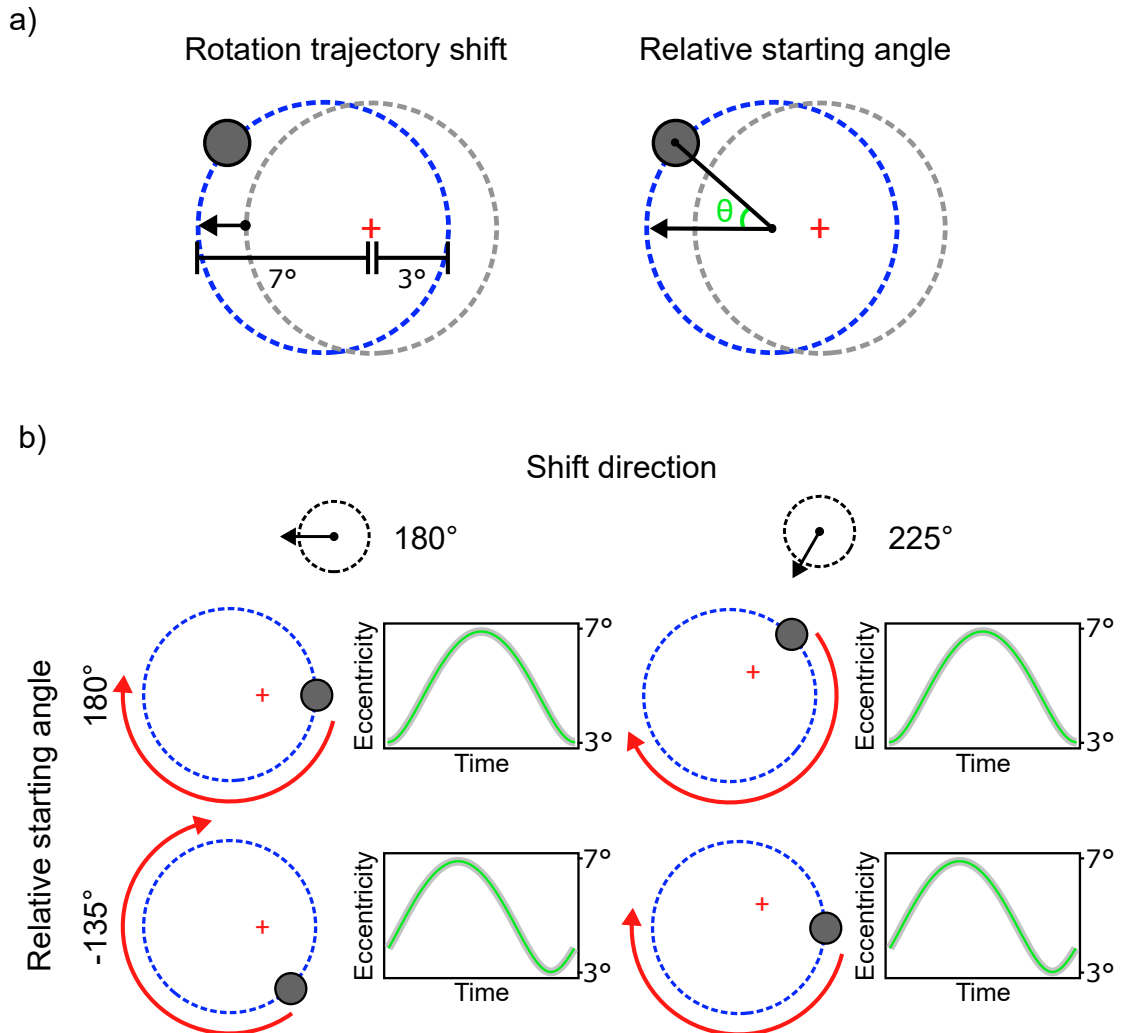 a)
Rotation trajectory shift
Relative starting angle
7°
3°
θ
b)
Shift direction
180°
225°
Relative starting angle
180°
Eccentricity
7°
3°
Time
Eccentricity
7°
3°
Time
-135°
Eccentricity
7°
3°
Time
Eccentricity
7°
3°
Time